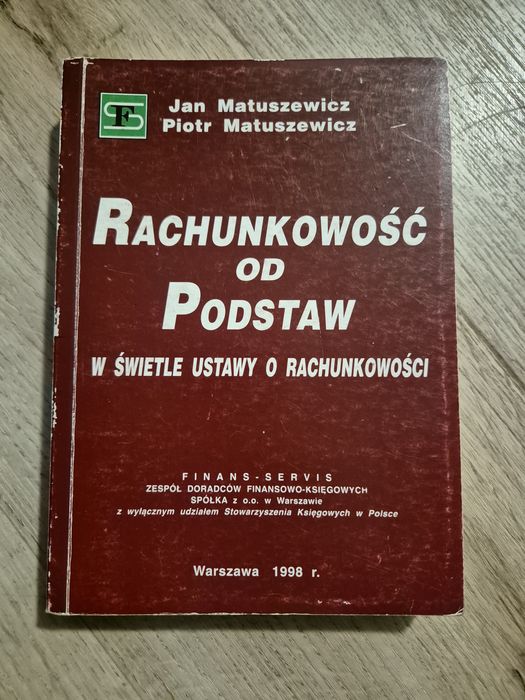 FS
Jan Matuszewicz
Piotr Matuszewicz
RACHUNKOWOŚĆ
OD
PODSTAW
W ŚWIETLE USTAWY O RACHUNKOWOŚCI
FINANS-SERVIS
ZESPÓŁ DORADCÓW FINANSOWO-KSIĘGOWYCH
SPÓŁKA z o.o. w Warszawie
z wyłącznym udziałem Stowarzyszenia Księgowych w Polsce
Warszawa 1998 r.